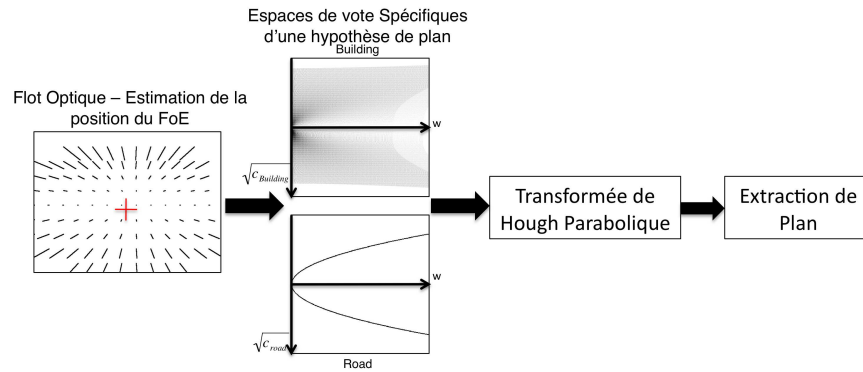 Espaces de vote Spécifiques
d'une hypothèse de plan
Building
Flot Optique – Estimation de la
position du FoE
w
√c_Building
Transformée de
Hough Parabolique
Extraction de
Plan
w
√c_road
Road